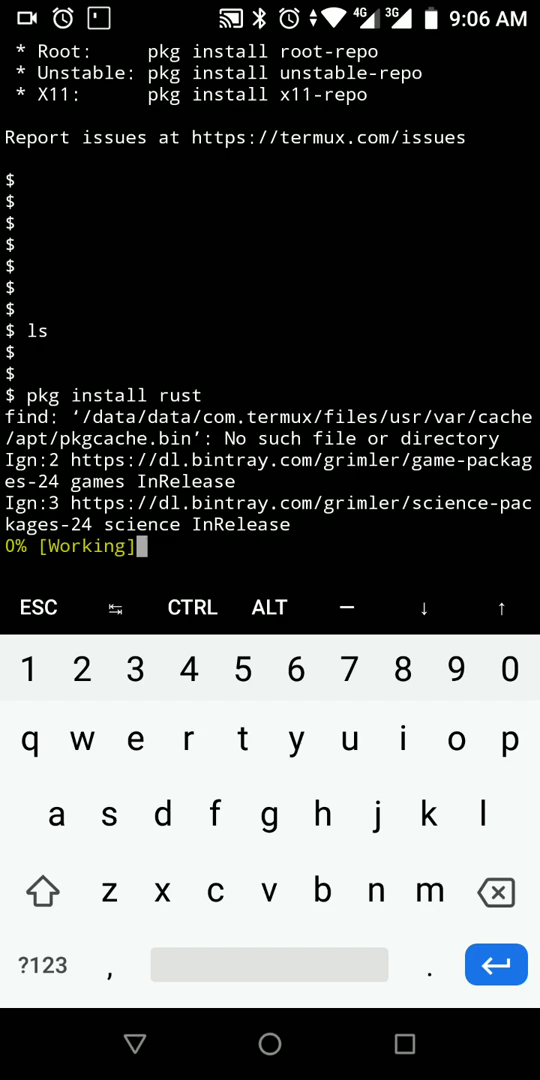 4G 3G 9:06 AM
* Root:     pkg install root-repo
* Unstable: pkg install unstable-repo
* X11:      pkg install x11-repo
Report issues at https://termux.com/issues
$
$
$
$
$
$
$
$ ls
$
$
$ pkg install rust
find: ‘/data/data/com.termux/files/usr/var/cache
/apt/pkgcache.bin’: No such file or directory
Ign:2 https://dl.bintray.com/grimler/game-packag
es-24 games InRelease
Ign:3 https://dl.bintray.com/grimler/science-pac
kages-24 science InRelease
0% [Working]
ESC ↹ CTRL ALT — ↓ ↑
1 2 3 4 5 6 7 8 9 0
q w e r t y u i o p
a s d f g h j k l
z x c v b n m
?123 , .